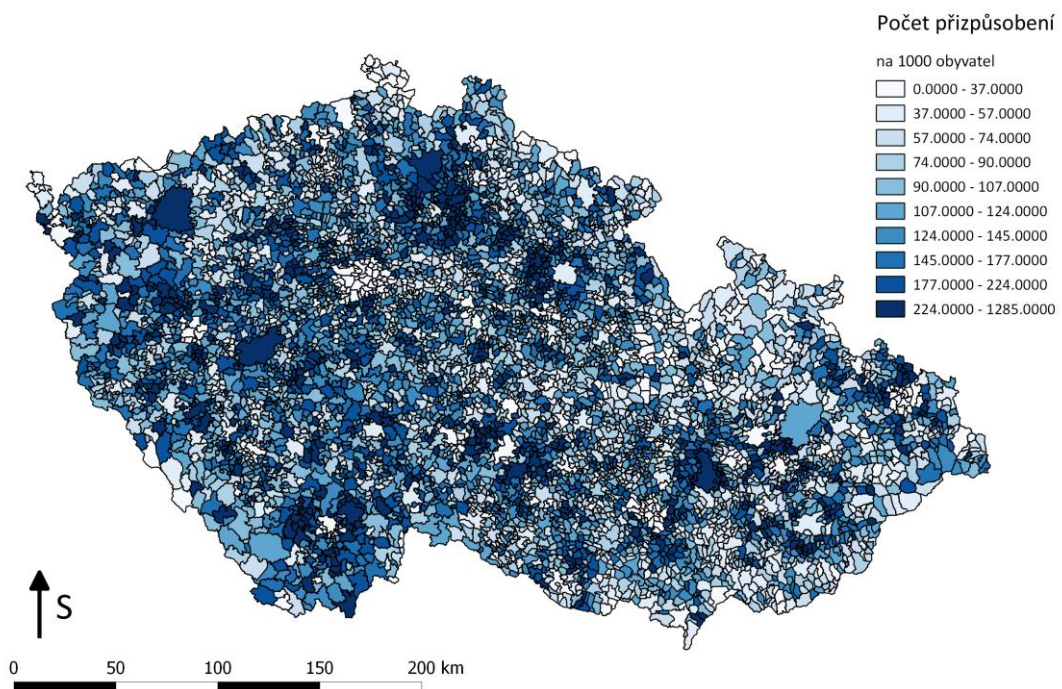 Počet přizpůsobení
na 1000 obyvatel
0.0000 - 37.0000
37.0000 - 57.0000
57.0000 - 74.0000
74.0000 - 90.0000
90.0000 - 107.0000
107.0000 - 124.0000
124.0000 - 145.0000
145.0000 - 177.0000
177.0000 - 224.0000
224.0000 - 1285.0000
S
0 50 100 150 200 km